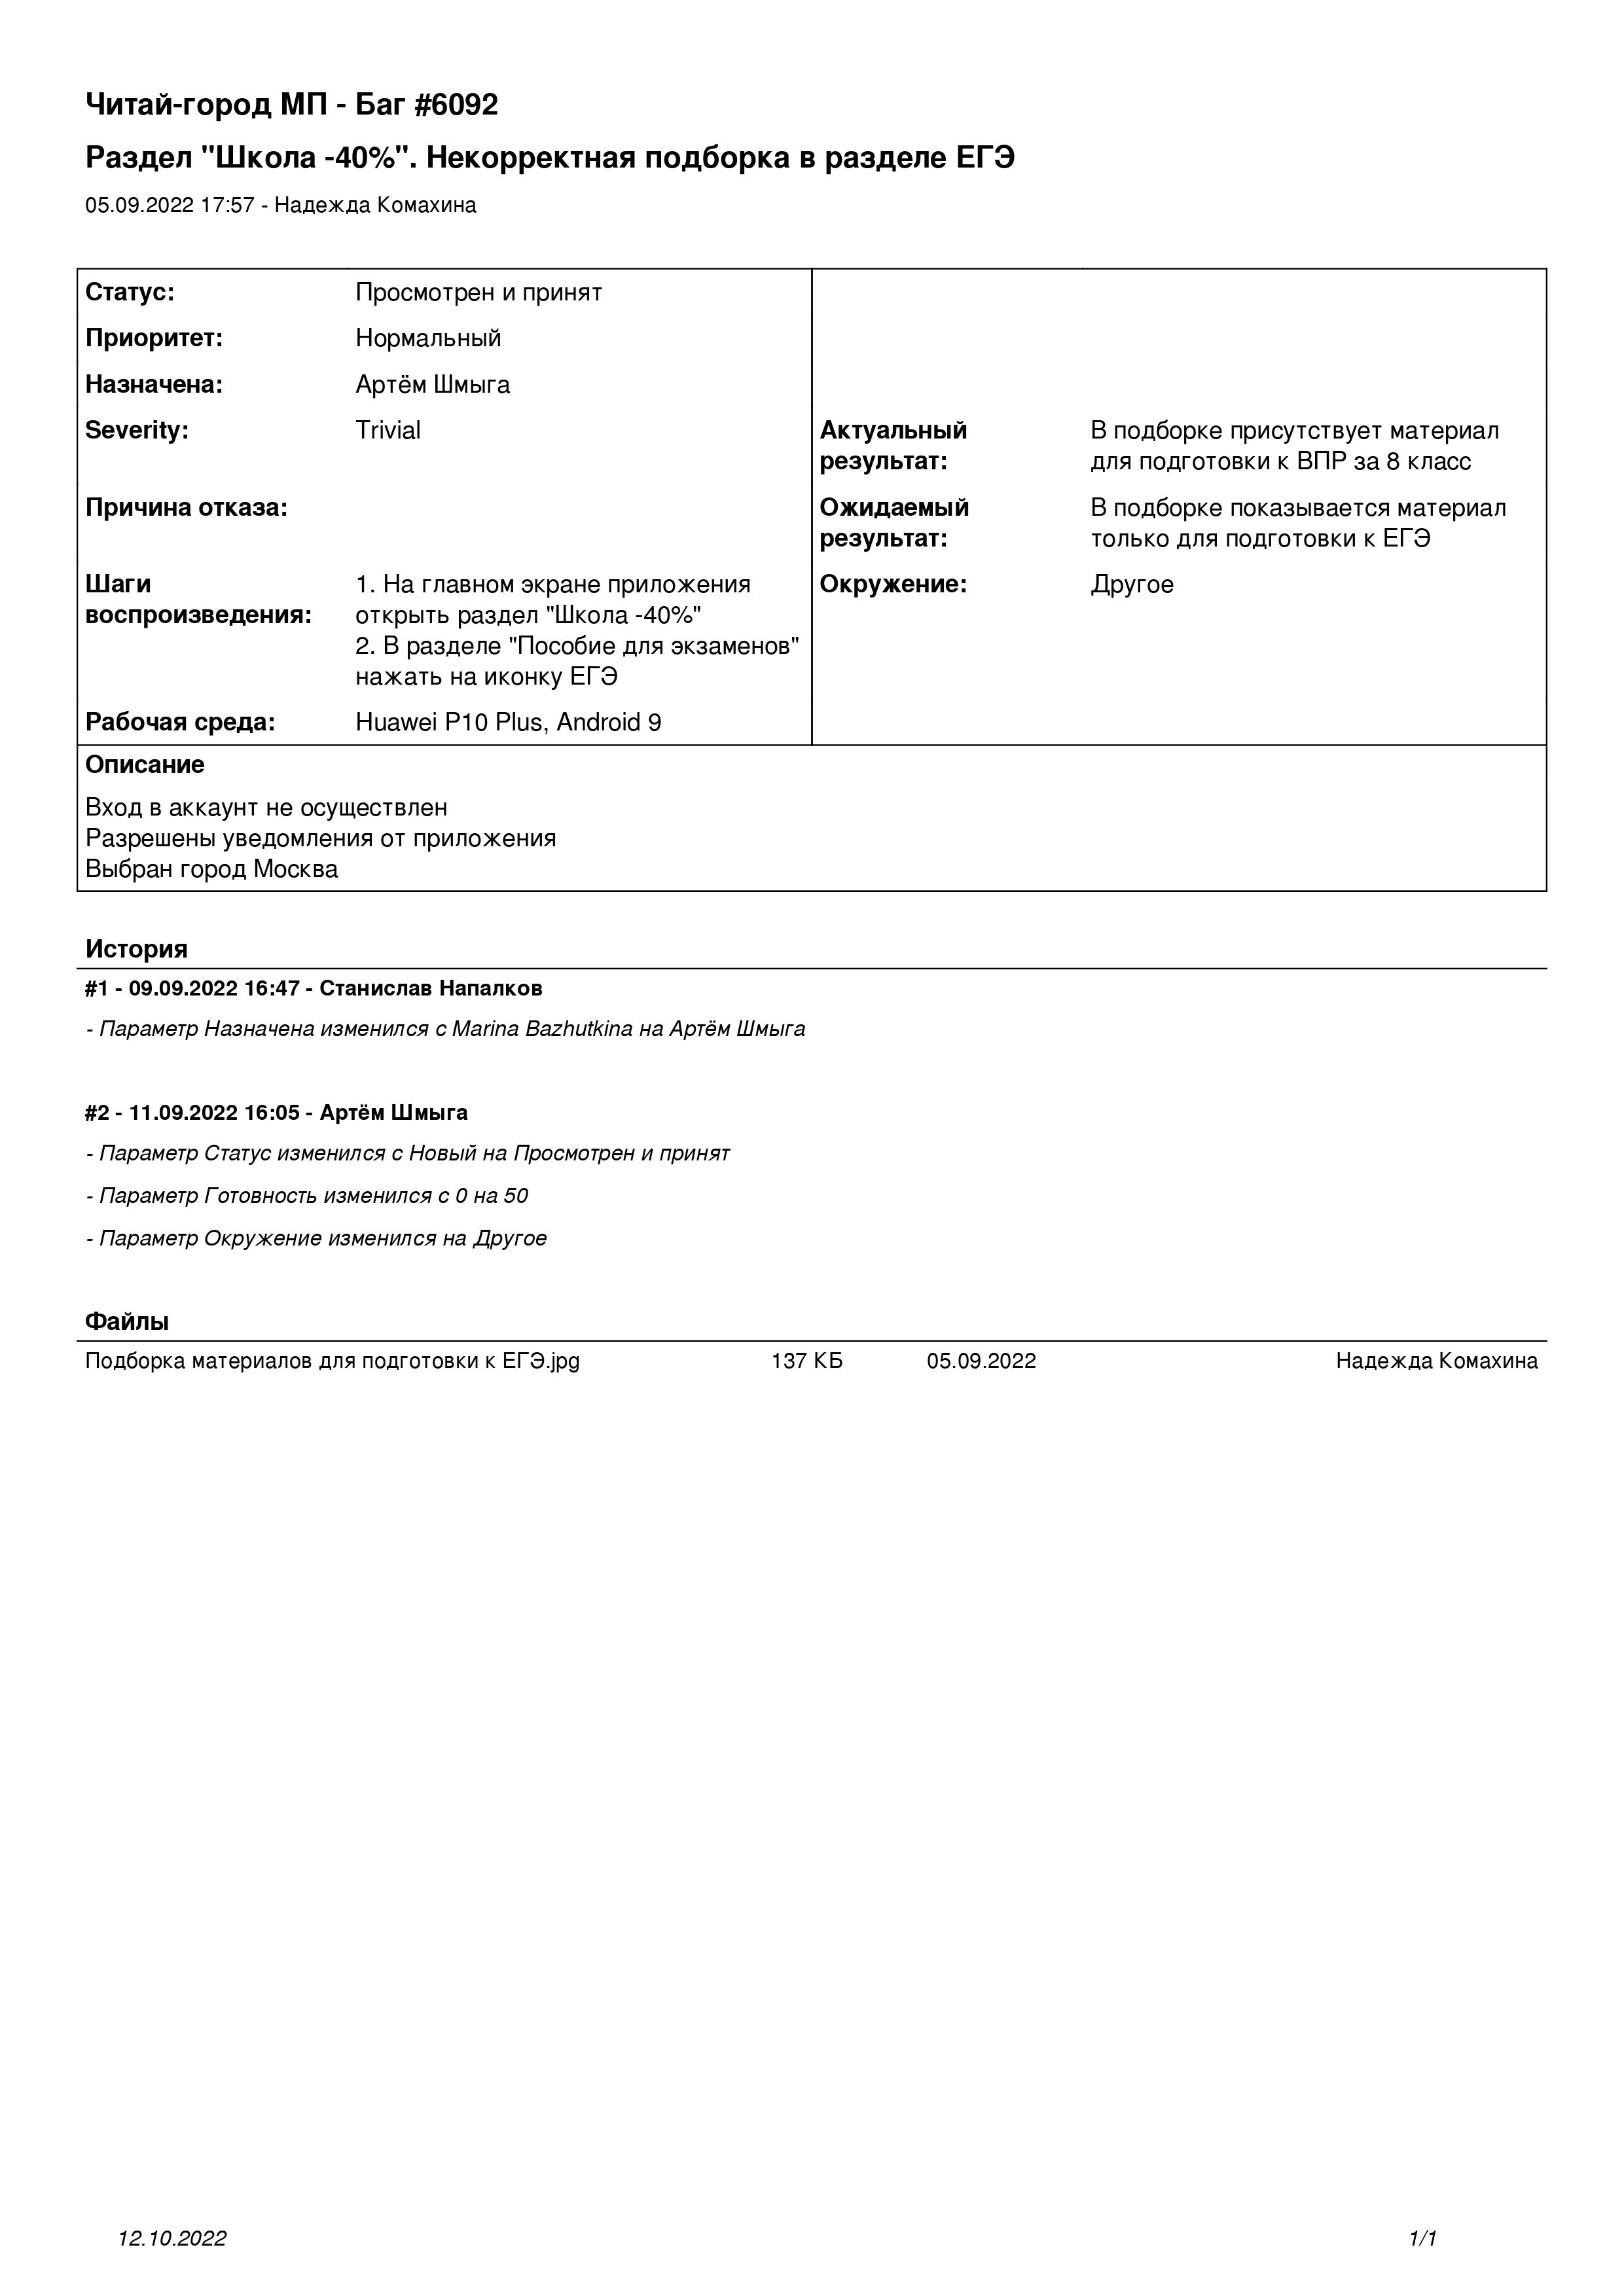 Читай-город МП - Баг #6092
Раздел "Школа -40%". Некорректная подборка в разделе ЕГЭ
05.09.2022 17:57 - Надежда Комахина
Статус: Просмотрен и принят
Приоритет: Нормальный
Назначена: Артём Шмыга
Severity: Trivial
Актуальный результат: В подборке присутствует материал
для подготовки к ВПР за 8 класс
Причина отказа:
Ожидаемый результат: В подборке показывается материал
только для подготовки к ЕГЭ
Шаги воспроизведения: 1. На главном экране приложения
открыть раздел "Школа -40%"
2. В разделе "Пособие для экзаменов"
нажать на иконку ЕГЭ
Окружение: Другое
Рабочая среда: Huawei P10 Plus, Android 9
Описание
Вход в аккаунт не осуществлен
Разрешены уведомления от приложения
Выбран город Москва
История
#1 - 09.09.2022 16:47 - Станислав Напалков
- Параметр Назначена изменился с Marina Bazhutkina на Артём Шмыга
#2 - 11.09.2022 16:05 - Артём Шмыга
- Параметр Статус изменился с Новый на Просмотрен и принят
- Параметр Готовность изменился с 0 на 50
- Параметр Окружение изменился на Другое
Файлы
Подборка материалов для подготовки к ЕГЭ.jpg 137 КБ 05.09.2022 Надежда Комахина
12.10.2022 1/1